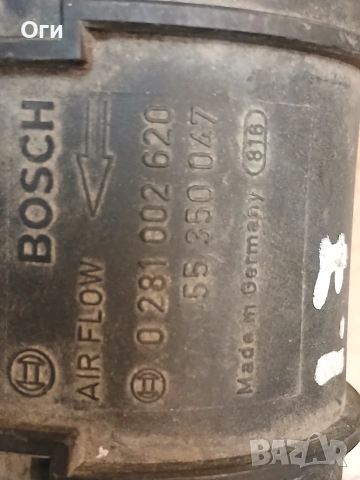 Оги
BOSCH
AIR FLOW
0 281 002 620
55 350 047
Made in Germany 816
BAZAR